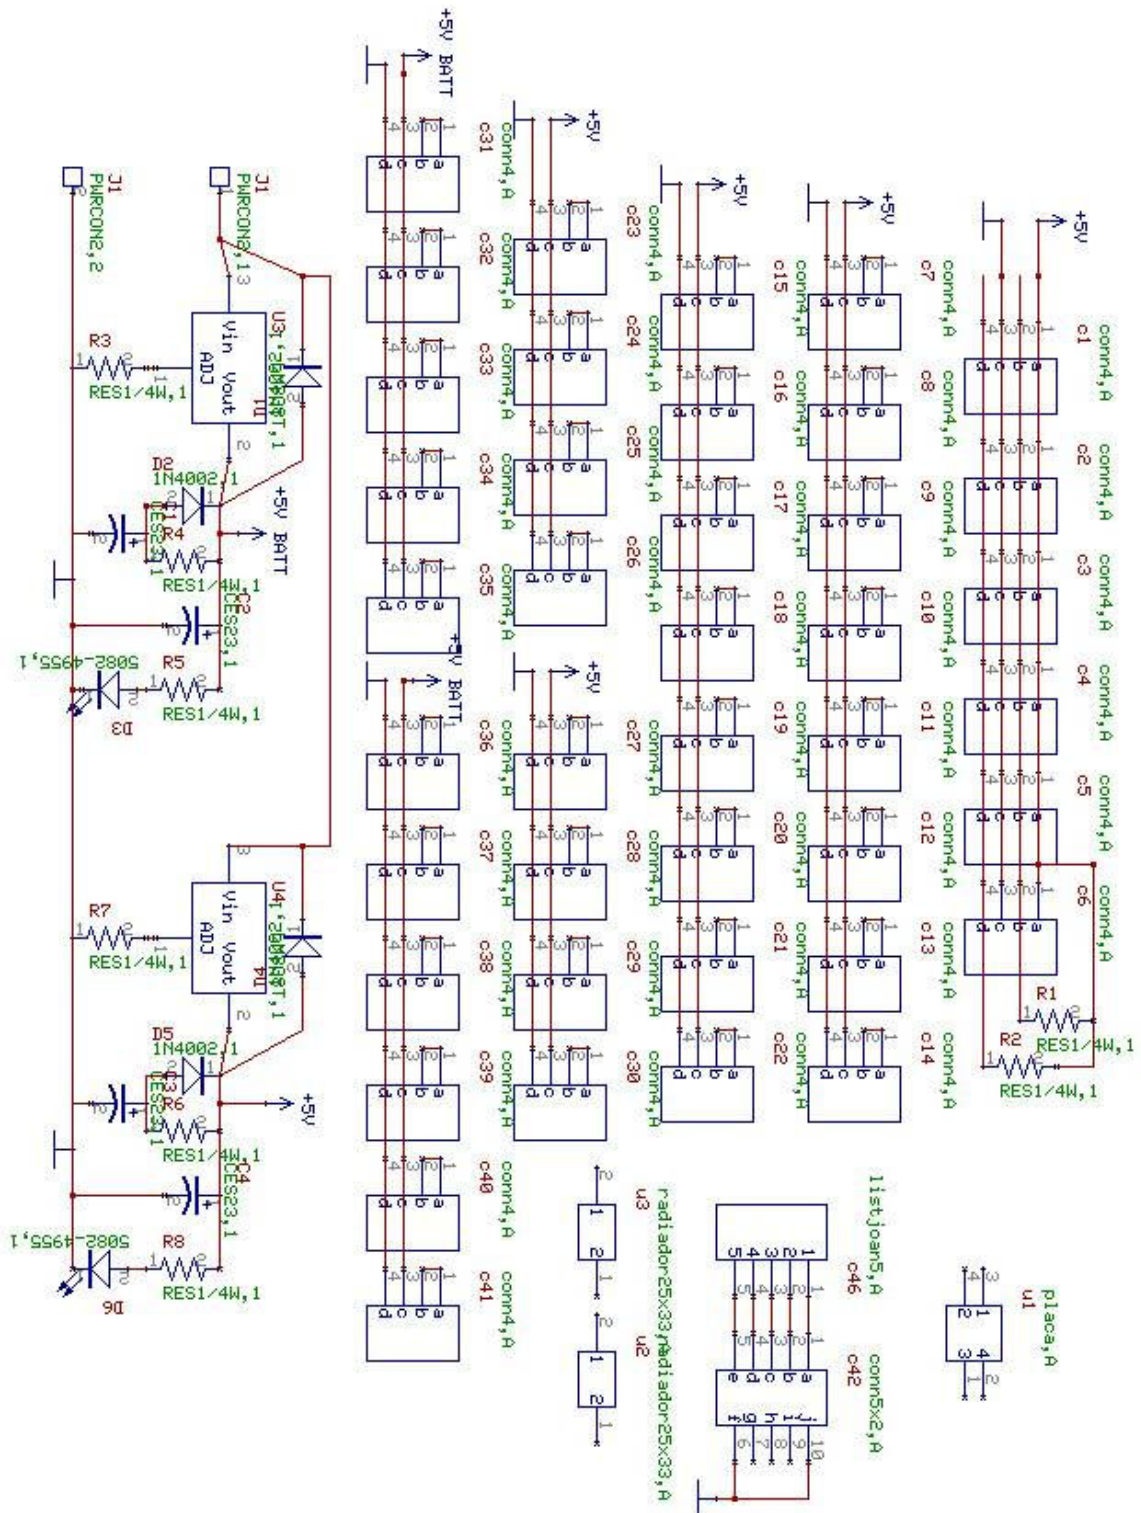 +5V BATT
+5V
+5V
+5V
+5V
c31
conn4,A
c32
conn4,A
c33
conn4,A
c34
conn4,A
c35
conn4,A
c23
conn4,A
c24
conn4,A
c25
conn4,A
c26
conn4,A
c15
conn4,A
c16
conn4,A
c17
conn4,A
c18
conn4,A
c19
conn4,A
c20
conn4,A
c21
conn4,A
c22
conn4,A
c7
conn4,A
c8
conn4,A
c9
conn4,A
c10
conn4,A
c11
conn4,A
c12
conn4,A
c13
conn4,A
c14
conn4,A
c1
conn4,A
c2
conn4,A
c3
conn4,A
c4
conn4,A
c5
conn4,A
c6
conn4,A
R1
RES1/4W,1
R2
RES1/4W,1
+5V BATT
+5V
c36
conn4,A
c37
conn4,A
c38
conn4,A
c39
conn4,A
c40
conn4,A
c41
conn4,A
c27
conn4,A
c28
conn4,A
c29
conn4,A
c30
conn4,A
J1
PWRCON2,2
J1
PWRCON2,1
U3
Vin Vout
ADJ
D1
R3
RES1/4W,1
D2
1N4002,1
+5V BATT
R4
RES1/4W,1
C2
CES23,1
R5
RES1/4W,1
5082-4955,1
D3
U4
Vin Vout
ADJ
D4
R7
RES1/4W,1
D5
1N4002,1
+5V
R6
RES1/4W,1
C4
CES23,1
R8
RES1/4W,1
5082-4955,1
D6
u3
radiador25x33,A
u2
radiador25x33,A
listjoan5,A
c46
c42
conn5x2,A
placa,A
u1